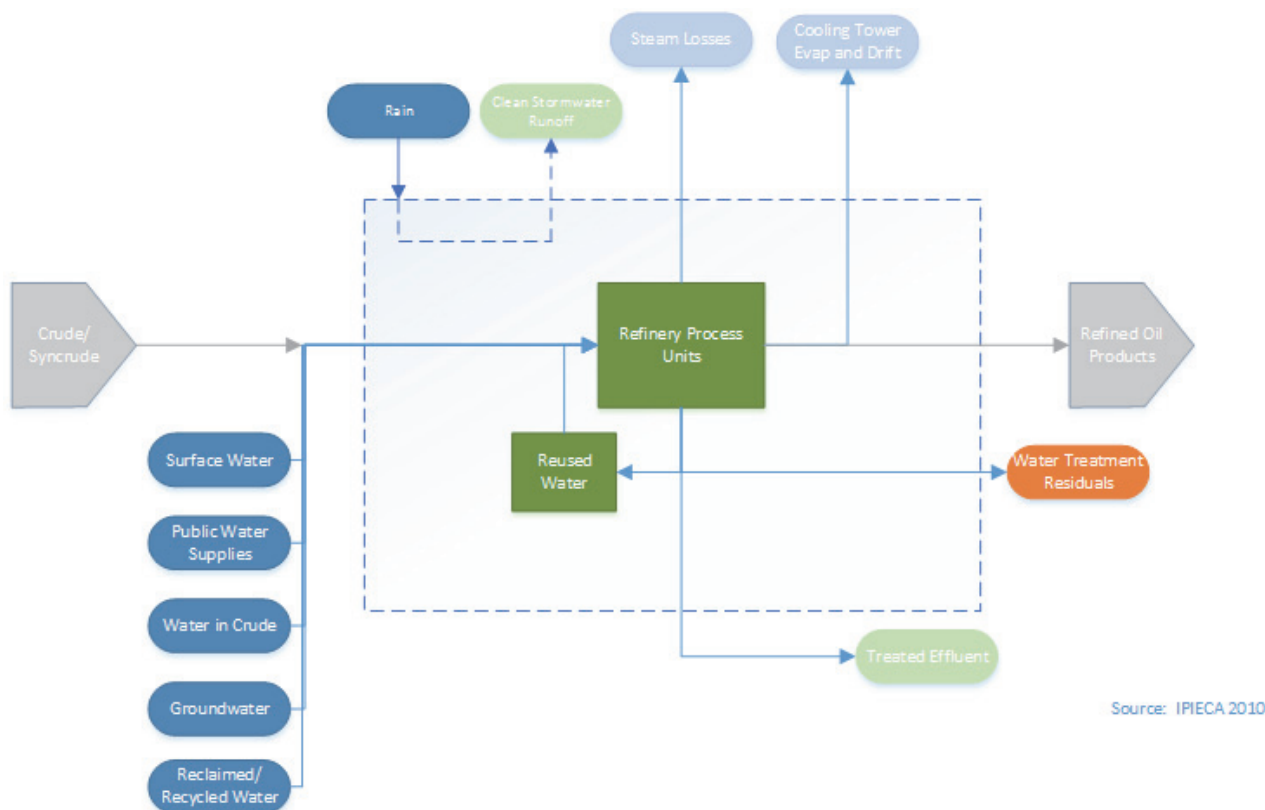 Steam Losses
Cooling Tower
Evap and Drift
Rain
Clean Stormwater
Runoff
Crude/
Syncrude
Refinery Process
Units
Refined Oil
Products
Surface Water
Reused
Water
Water Treatment
Residuals
Public Water
Supplies
Water in Crude
Treated Effluent
Groundwater
Source: IPIECA 2010
Reclaimed/
Recycled Water